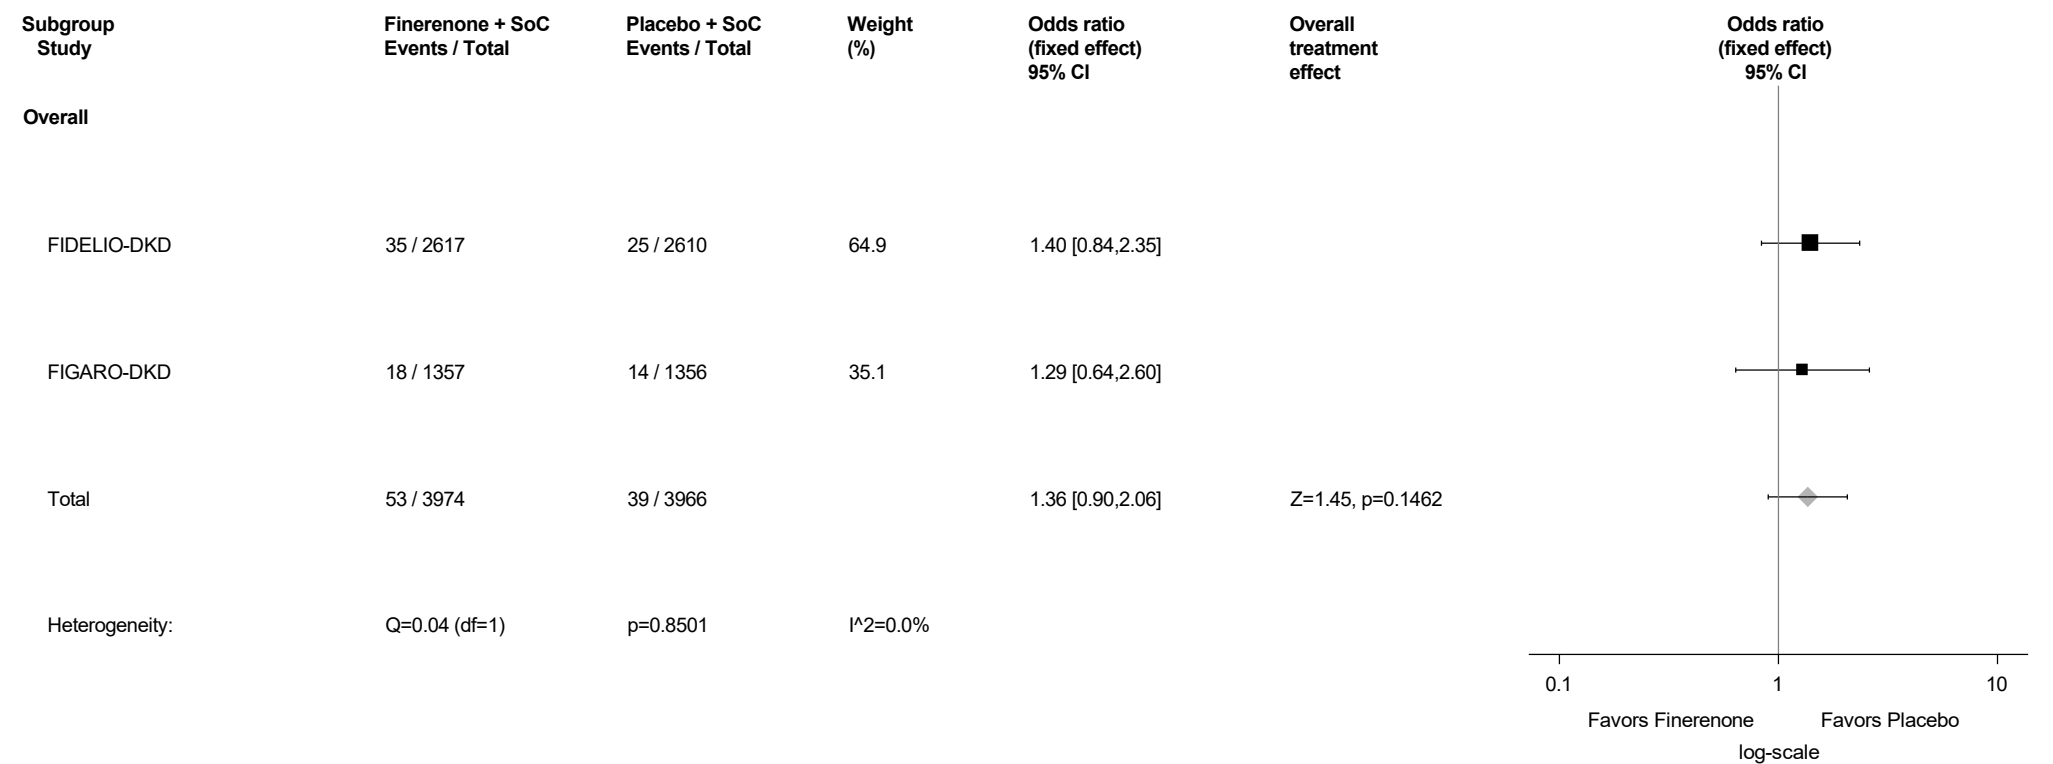 Subgroup Finerenone + SoC Placebo + SoC Weight Odds ratio Overall Odds ratio
Study Events / Total Events / Total (%) (fixed effect) treatment (fixed effect)
95% CI effect 95% CI
Overall
FIDELIO-DKD 35 / 2617 25 / 2610 64.9 1.40 [0.84,2.35]
FIGARO-DKD 18 / 1357 14 / 1356 35.1 1.29 [0.64,2.60]
Total 53 / 3974 39 / 3966 1.36 [0.90,2.06] Z=1.45, p=0.1462
Heterogeneity: Q=0.04 (df=1) p=0.8501 I^2=0.0%
0.1 1 10
Favors Finerenone Favors Placebo
log-scale